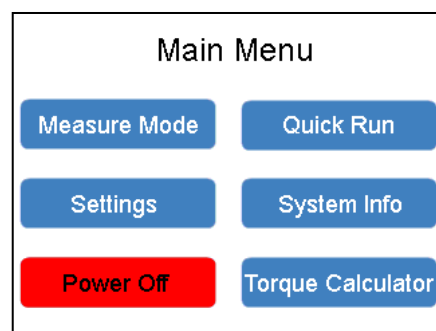 Main Menu
Measure Mode
Quick Run
Settings
System Info
Power Off
Torque Calculator